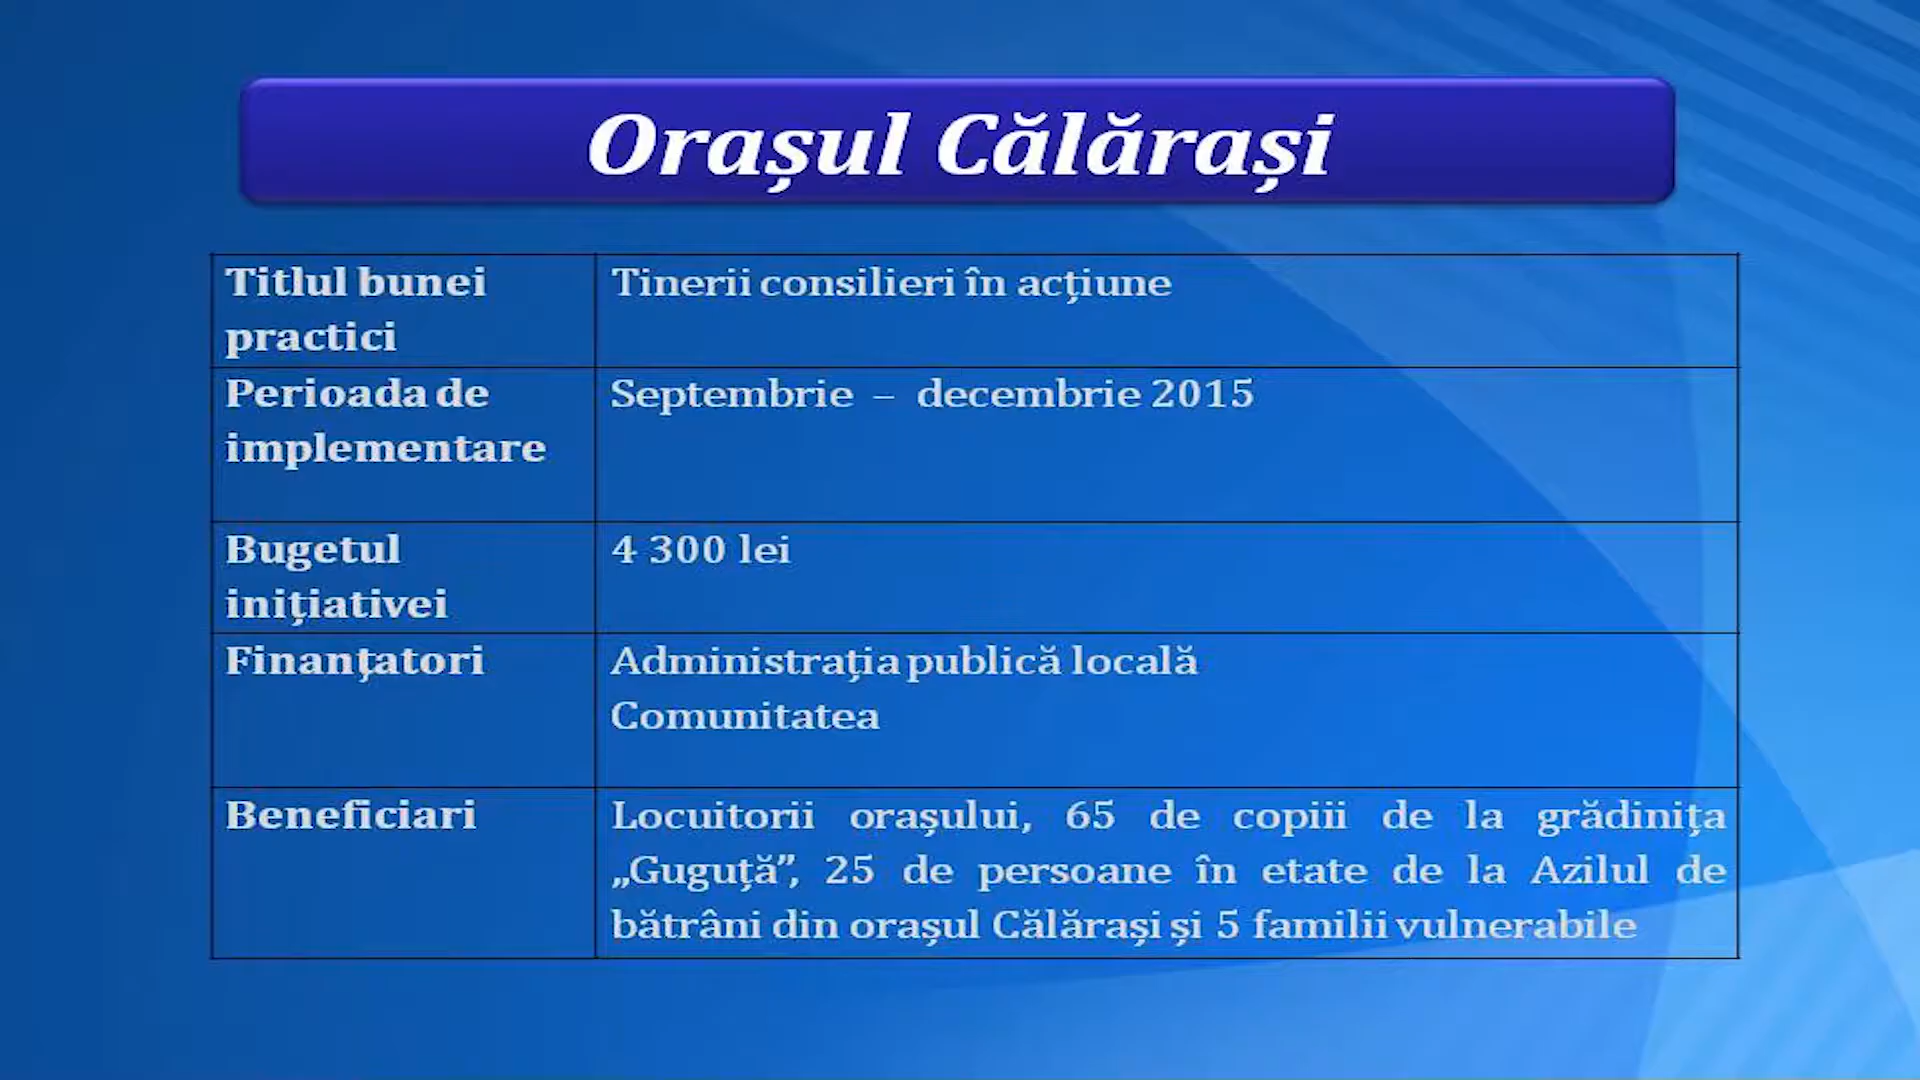 Orașul Călărași
Titlul bunei
practici
Tinerii consilieri în acțiune
Perioada de
implementare
Septembrie – decembrie 2015
Bugetul
inițiativei
4 300 lei
Finanțatori
Administrația publică locală
Comunitatea
Beneficiari
Locuitorii orașului, 65 de copiii de la grădinița
„Guguță”, 25 de persoane în etate de la Azilul de
bătrâni din orașul Călărași și 5 familii vulnerabile